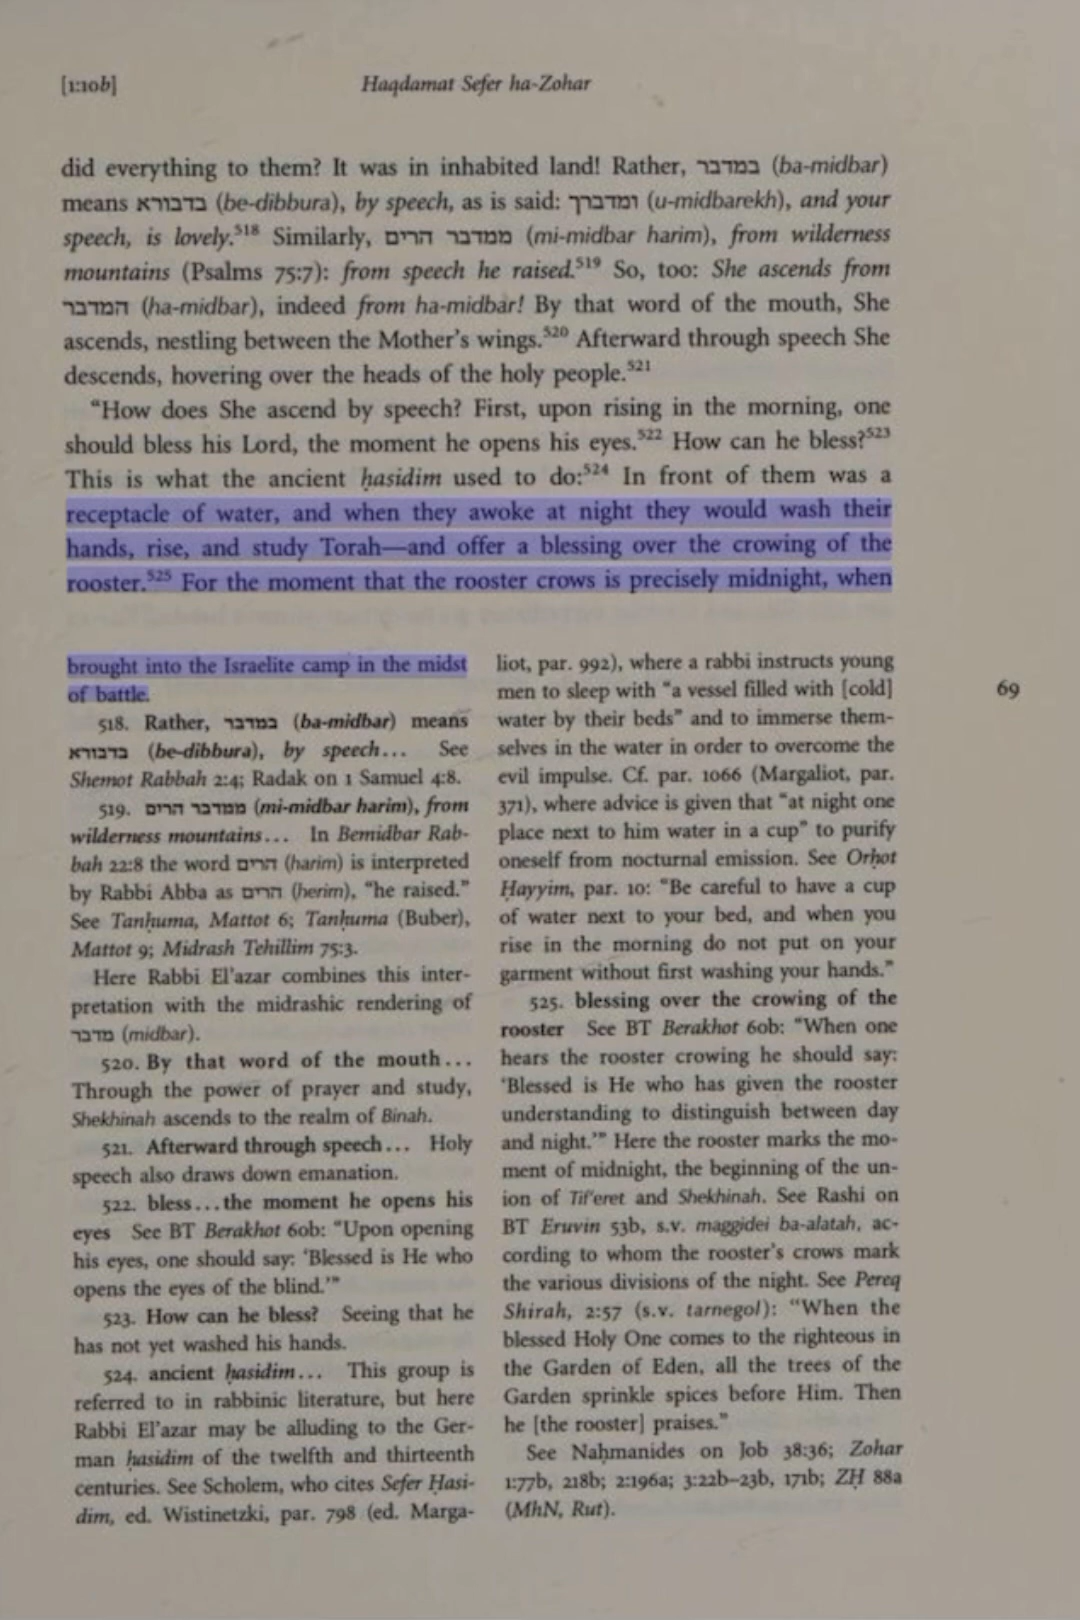 [1:10b]
Haqdamat Sefer ha-Zohar
did everything to them? It was in inhabited land! Rather, במדבר (ba-midbar)
means בדבורא (be-dibbura), by speech, as is said: ומדברך (u-midbarekh), and your
speech, is lovely.518 Similarly, ממדבר הרים (mi-midbar harim), from wilderness
mountains (Psalms 75:7): from speech he raised.519 So, too: She ascends from
המדבר (ha-midbar), indeed from ha-midbar! By that word of the mouth, She
ascends, nestling between the Mother's wings.520 Afterward through speech She
descends, hovering over the heads of the holy people.521
"How does She ascend by speech? First, upon rising in the morning, one
should bless his Lord, the moment he opens his eyes.522 How can he bless?523
This is what the ancient ḥasidim used to do:524 In front of them was a
receptacle of water, and when they awoke at night they would wash their
hands, rise, and study Torah—and offer a blessing over the crowing of the
rooster.525 For the moment that the rooster crows is precisely midnight, when
brought into the Israelite camp in the midst
of battle.
518. Rather, במדבר (ba-midbar) means
בדבורא (be-dibbura), by speech... See
Shemot Rabbah 2:4; Radak on 1 Samuel 4:8.
519. ממדבר הרים (mi-midbar harim), from
wilderness mountains... In Bemidbar Rab-
bah 22:8 the word הרים (harim) is interpreted
by Rabbi Abba as הרים (herim), "he raised."
See Tanḥuma, Mattot 6; Tanḥuma (Buber),
Mattot 9; Midrash Tehillim 75:3.
Here Rabbi El'azar combines this inter-
pretation with the midrashic rendering of
מדבר (midbar).
520. By that word of the mouth...
Through the power of prayer and study,
Shekhinah ascends to the realm of Binah.
521. Afterward through speech... Holy
speech also draws down emanation.
522. bless...the moment he opens his
eyes See BT Berakhot 60b: "Upon opening
his eyes, one should say: 'Blessed is He who
opens the eyes of the blind.'"
523. How can he bless? Seeing that he
has not yet washed his hands.
524. ancient ḥasidim... This group is
referred to in rabbinic literature, but here
Rabbi El'azar may be alluding to the Ger-
man ḥasidim of the twelfth and thirteenth
centuries. See Scholem, who cites Sefer Ḥasi-
dim, ed. Wistinetzki, par. 798 (ed. Marga-
liot, par. 992), where a rabbi instructs young
men to sleep with "a vessel filled with [cold]
water by their beds" and to immerse them-
selves in the water in order to overcome the
evil impulse. Cf. par. 1066 (Margaliot, par.
371), where advice is given that "at night one
place next to him water in a cup" to purify
oneself from nocturnal emission. See Orḥot
Ḥayyim, par. 10: "Be careful to have a cup
of water next to your bed, and when you
rise in the morning do not put on your
garment without first washing your hands."
525. blessing over the crowing of the
rooster See BT Berakhot 60b: "When one
hears the rooster crowing he should say:
'Blessed is He who has given the rooster
understanding to distinguish between day
and night.'" Here the rooster marks the mo-
ment of midnight, the beginning of the un-
ion of Tif'eret and Shekhinah. See Rashi on
BT Eruvin 53b, s.v. maggidei ba-alatah, ac-
cording to whom the rooster's crows mark
the various divisions of the night. See Pereq
Shirah, 2:57 (s.v. tarnegol): "When the
blessed Holy One comes to the righteous in
the Garden of Eden, all the trees of the
Garden sprinkle spices before Him. Then
he [the rooster] praises."
See Naḥmanides on Job 38:36; Zohar
1:77b, 218b; 2:196a; 3:22b–23b, 171b; ZḤ 88a
(MhN, Rut).
69